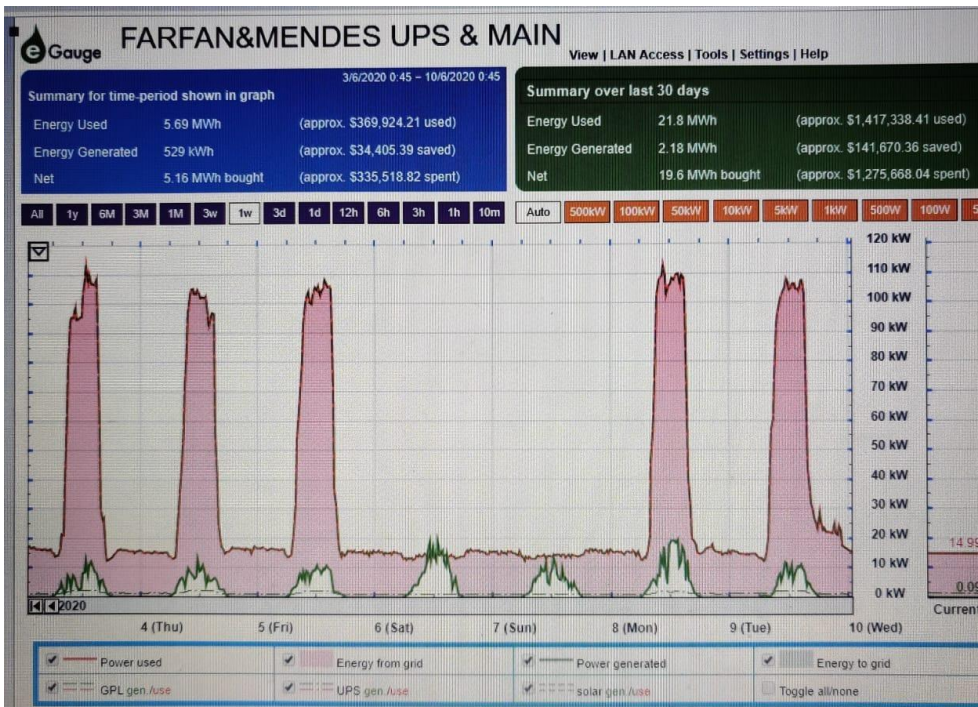 eGauge
FARFAN&MENDES UPS & MAIN
View | LAN Access | Tools | Settings | Help
3/6/2020 0:45 – 10/6/2020 0:45
Summary for time-period shown in graph
Energy Used 5.69 MWh (approx. $369,924.21 used)
Energy Generated 529 kWh (approx. $34,405.39 saved)
Net 5.16 MWh bought (approx. $335,518.82 spent)
Summary over last 30 days
Energy Used 21.8 MWh (approx. $1,417,338.41 used)
Energy Generated 2.18 MWh (approx. $141,670.36 saved)
Net 19.6 MWh bought (approx. $1,275,668.04 spent)
All 1y 6M 3M 1M 3w 1w 3d 1d 12h 6h 3h 1h 10m
Auto 500kW 100kW 50kW 10kW 5kW 1kW 500W 100W
120 kW
110 kW
100 kW
90 kW
80 kW
70 kW
60 kW
50 kW
40 kW
30 kW
20 kW
10 kW
0 kW
14.99
0.09
Current
2020
4 (Thu) 5 (Fri) 6 (Sat) 7 (Sun) 8 (Mon) 9 (Tue) 10 (Wed)
Power used Energy from grid Power generated Energy to grid
GPL gen./use UPS gen./use solar gen./use Toggle all/none